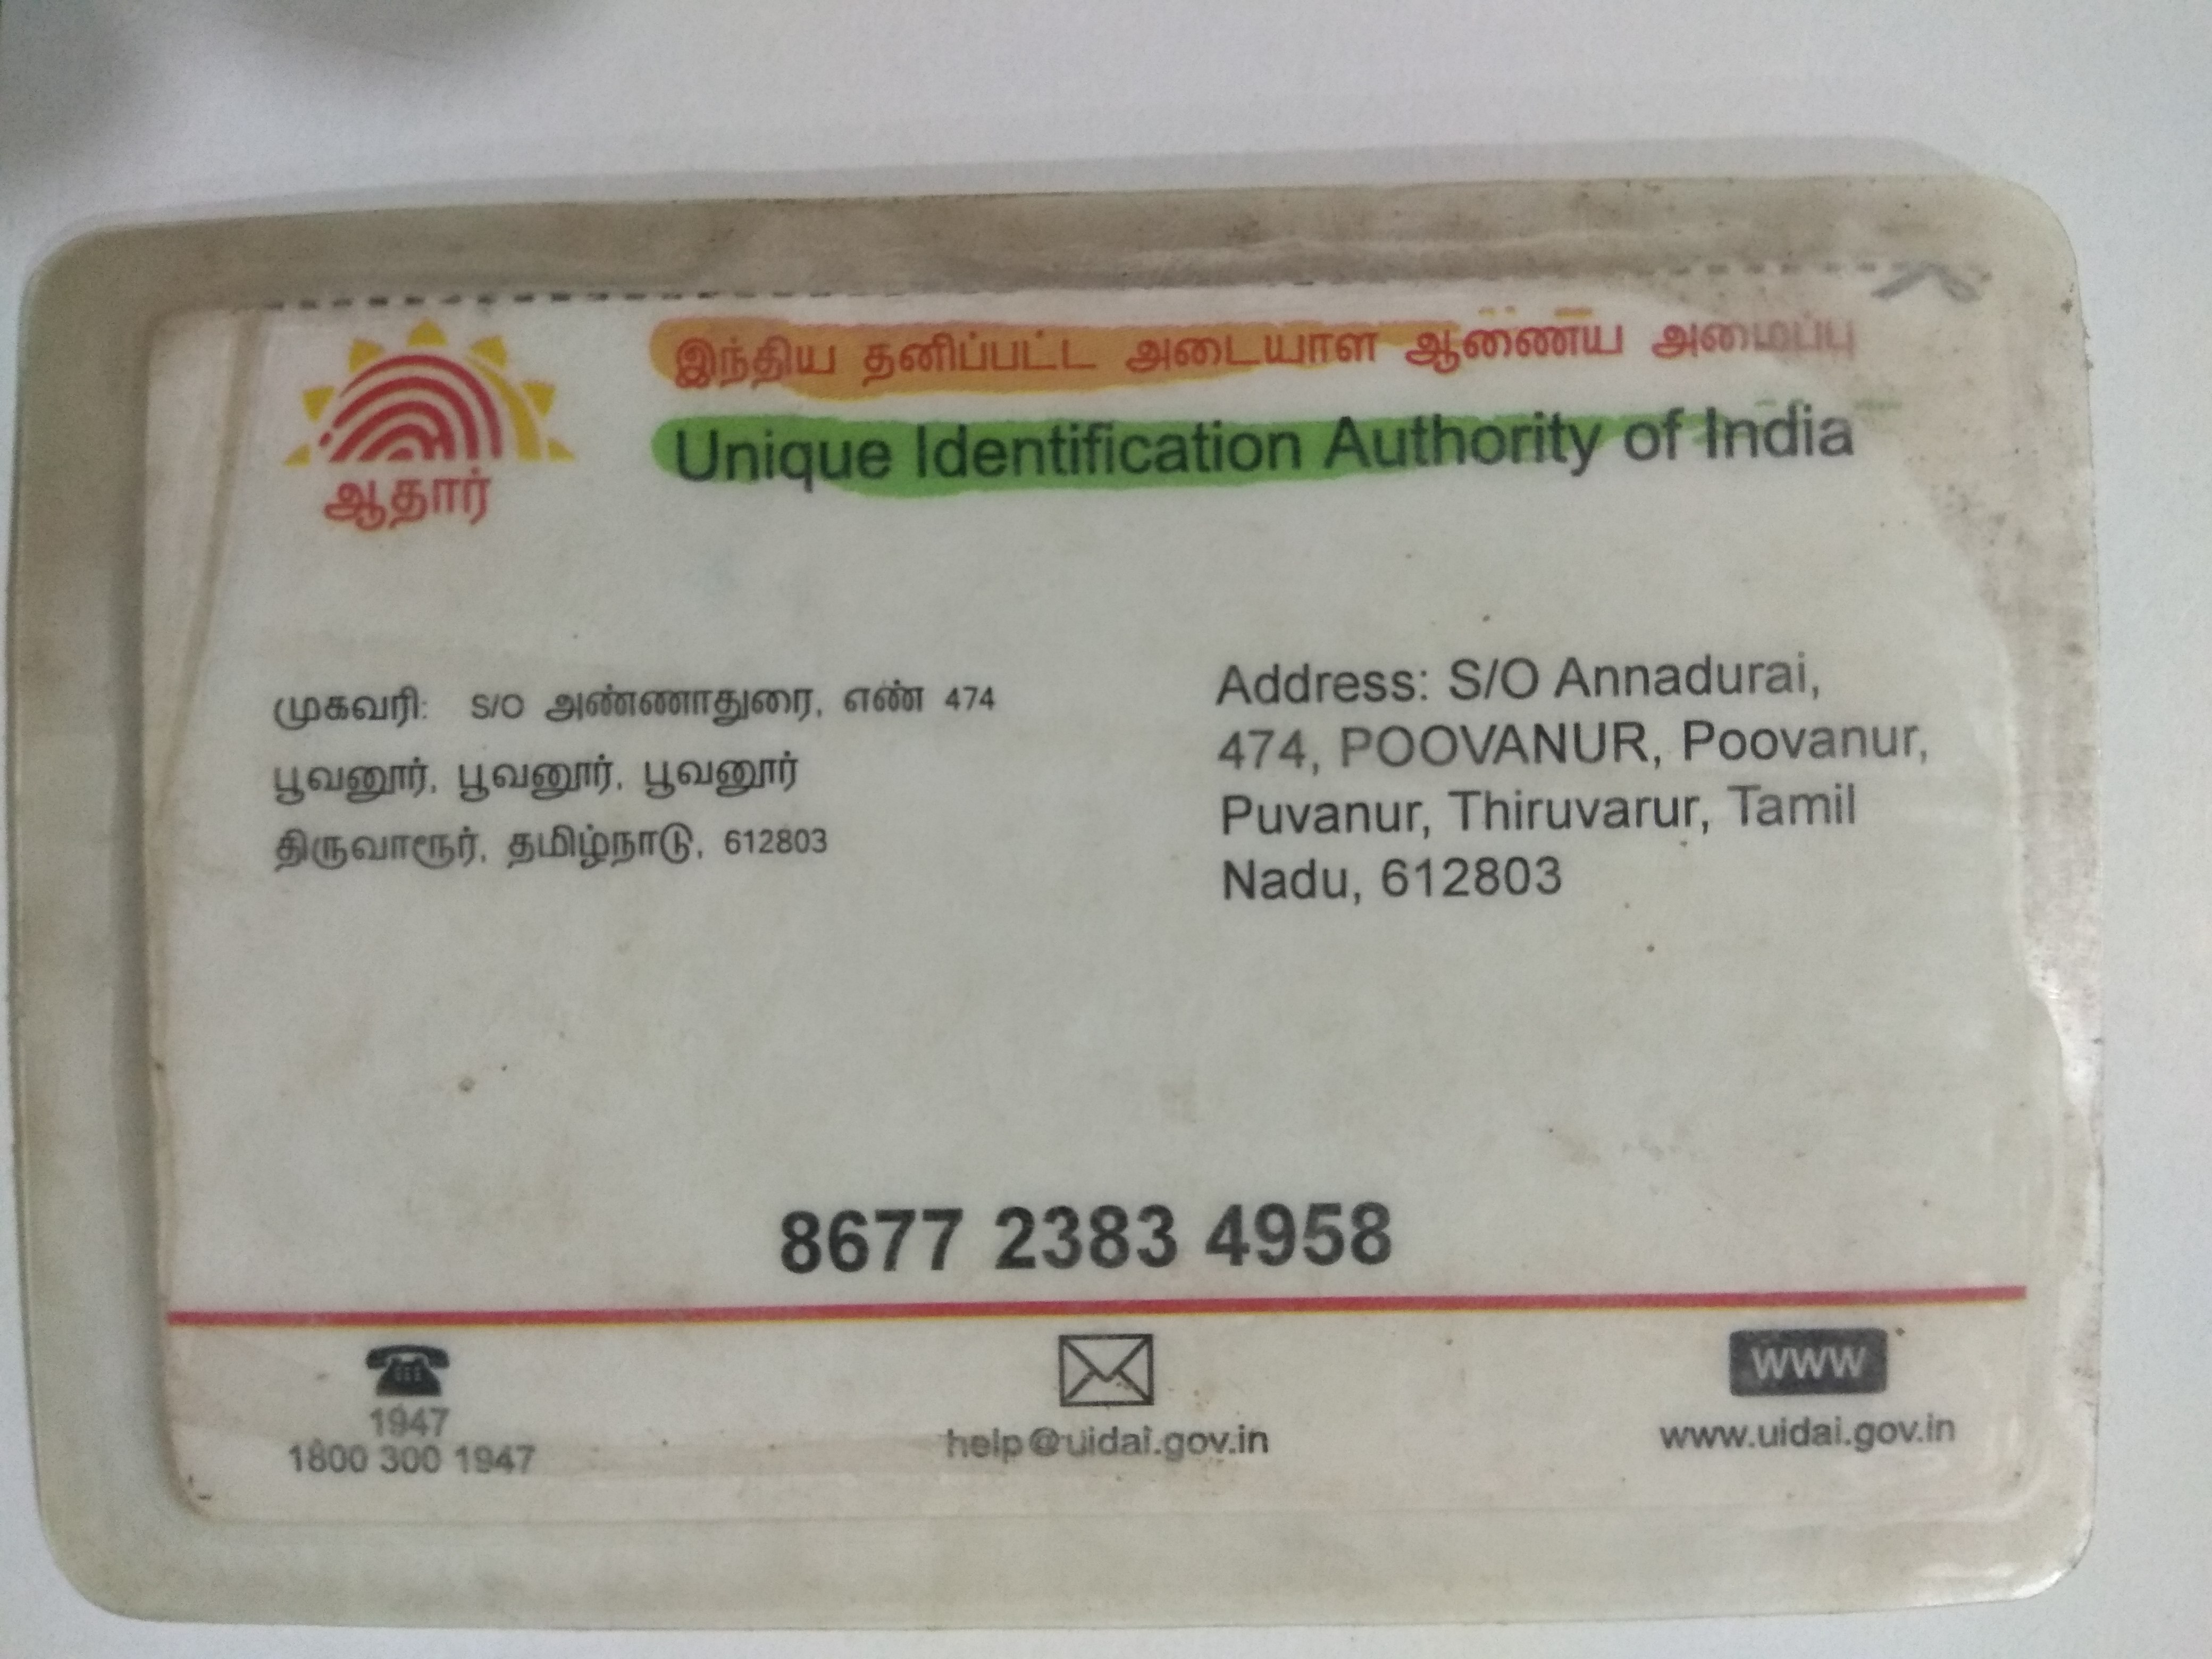 இந்திய தனிப்பட்ட அடையாள ஆணைய அமைப்பு
Unique Identification Authority of India
ஆதார்
முகவரி: S/O அண்ணாதுரை, எண் 474
பூவனூர், பூவனூர், பூவனூர்
திருவாரூர், தமிழ்நாடு, 612803
Address: S/O Annadurai,
474, POOVANUR, Poovanur,
Puvanur, Thiruvarur, Tamil
Nadu, 612803
8677 2383 4958
1947
1800 300 1947
help@uidai.gov.in
WWW
www.uidai.gov.in